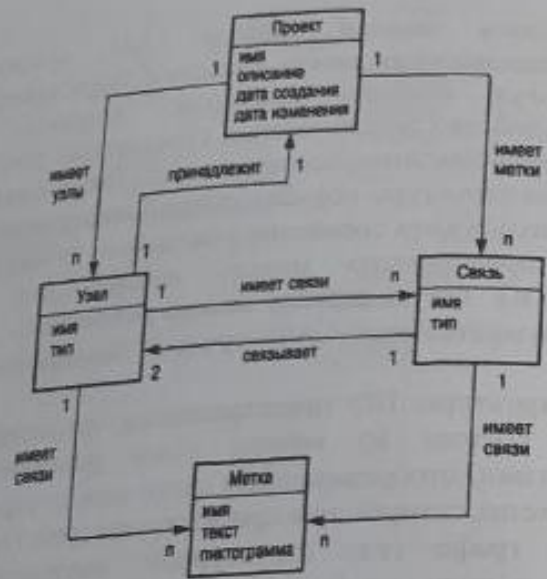 Проект
имя
описание
дата создания
дата изменения
1
1
имеет
узлы
принадлежит
1
имеет
метки
n
1
n
Узел
имя
тип
1
имеет связи
n
Связь
имя
тип
связывает
2
1
1
1
имеет
связи
имеет
связи
Метка
имя
текст
пиктограмма
n
n